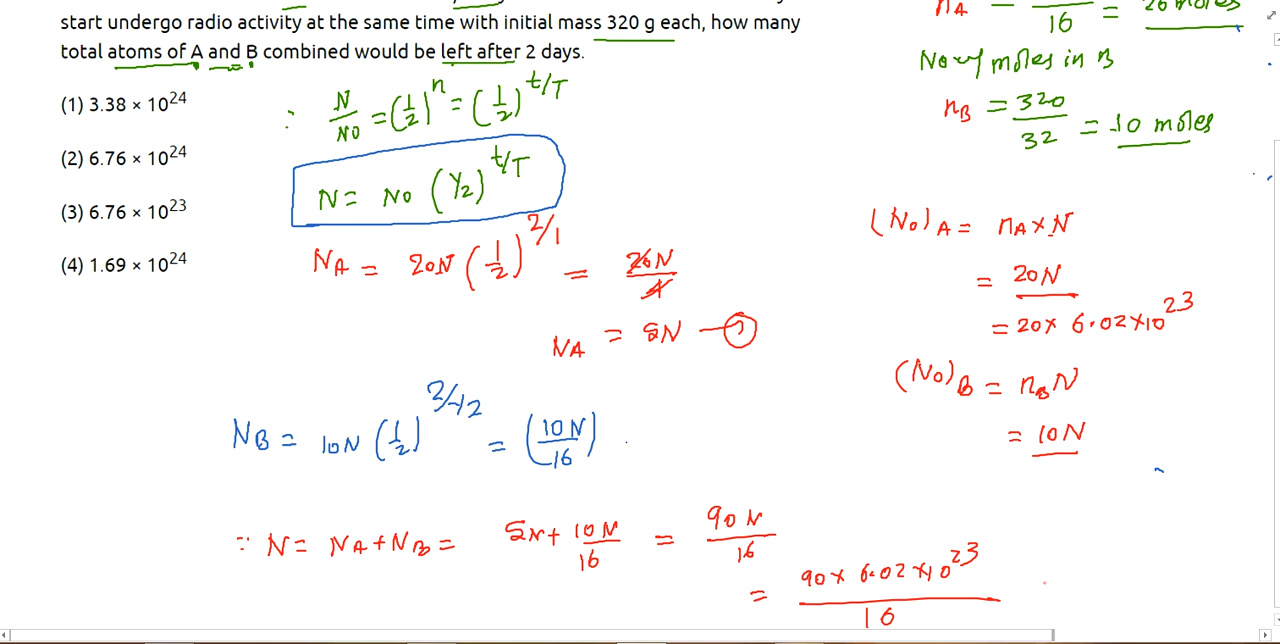 start undergo radio activity at the same time with initial mass 320 g each, how many
total atoms of A and B combined would be left after 2 days.
(1) 3.38 × 10^24
(2) 6.76 × 10^24
(3) 6.76 × 10^23
(4) 1.69 × 10^24
∵ N/N0 = (1/2)^n = (1/2)^t/T
N = N0 (1/2)^t/T
NA = 20N (1/2)^2/1 = 20N/4
NA = 5N
NB = 10N (1/2) = (10N/16)
∵ N = NA + NB = 5N + 10N/16 = 90N/16
= 90 × 6.02 × 10^23/16
nA = /16 = 20 moles
No of moles in B
nB = 320/32 = 10 moles
(N0)A = nA × N
= 20N
= 20 × 6.02 × 10^23
(N0)B = nB N
= 10N